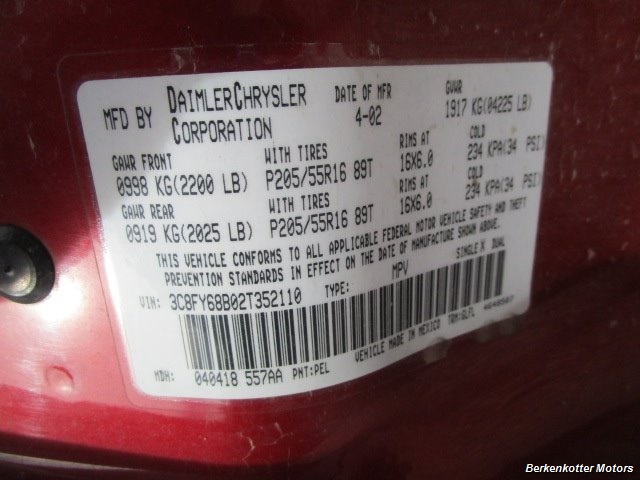 MFD BY DAIMLERCHRYSLER CORPORATION DATE OF MFR 4-02 GVWR 1917 KG(04225 LB)
GAWR FRONT WITH TIRES RIMS AT COLD
0998 KG(2200 LB) P205/55R16 89T 16X6.0 234 KPA(34 PSI)
GAWR REAR WITH TIRES RIMS AT COLD
0919 KG(2025 LB) P205/55R16 89T 16X6.0 234 KPA(34 PSI)
THIS VEHICLE CONFORMS TO ALL APPLICABLE FEDERAL MOTOR VEHICLE SAFETY AND THEFT
PREVENTION STANDARDS IN EFFECT ON THE DATE OF MANUFACTURE SHOWN ABOVE.
VIN: 3C8FY68B02T352110 TYPE: MPV SINGLE X DUAL
VEHICLE MADE IN MEXICO TRM:GLFL
MDH: 040418 557AA PNT:PEL
Berkenkotter Motors